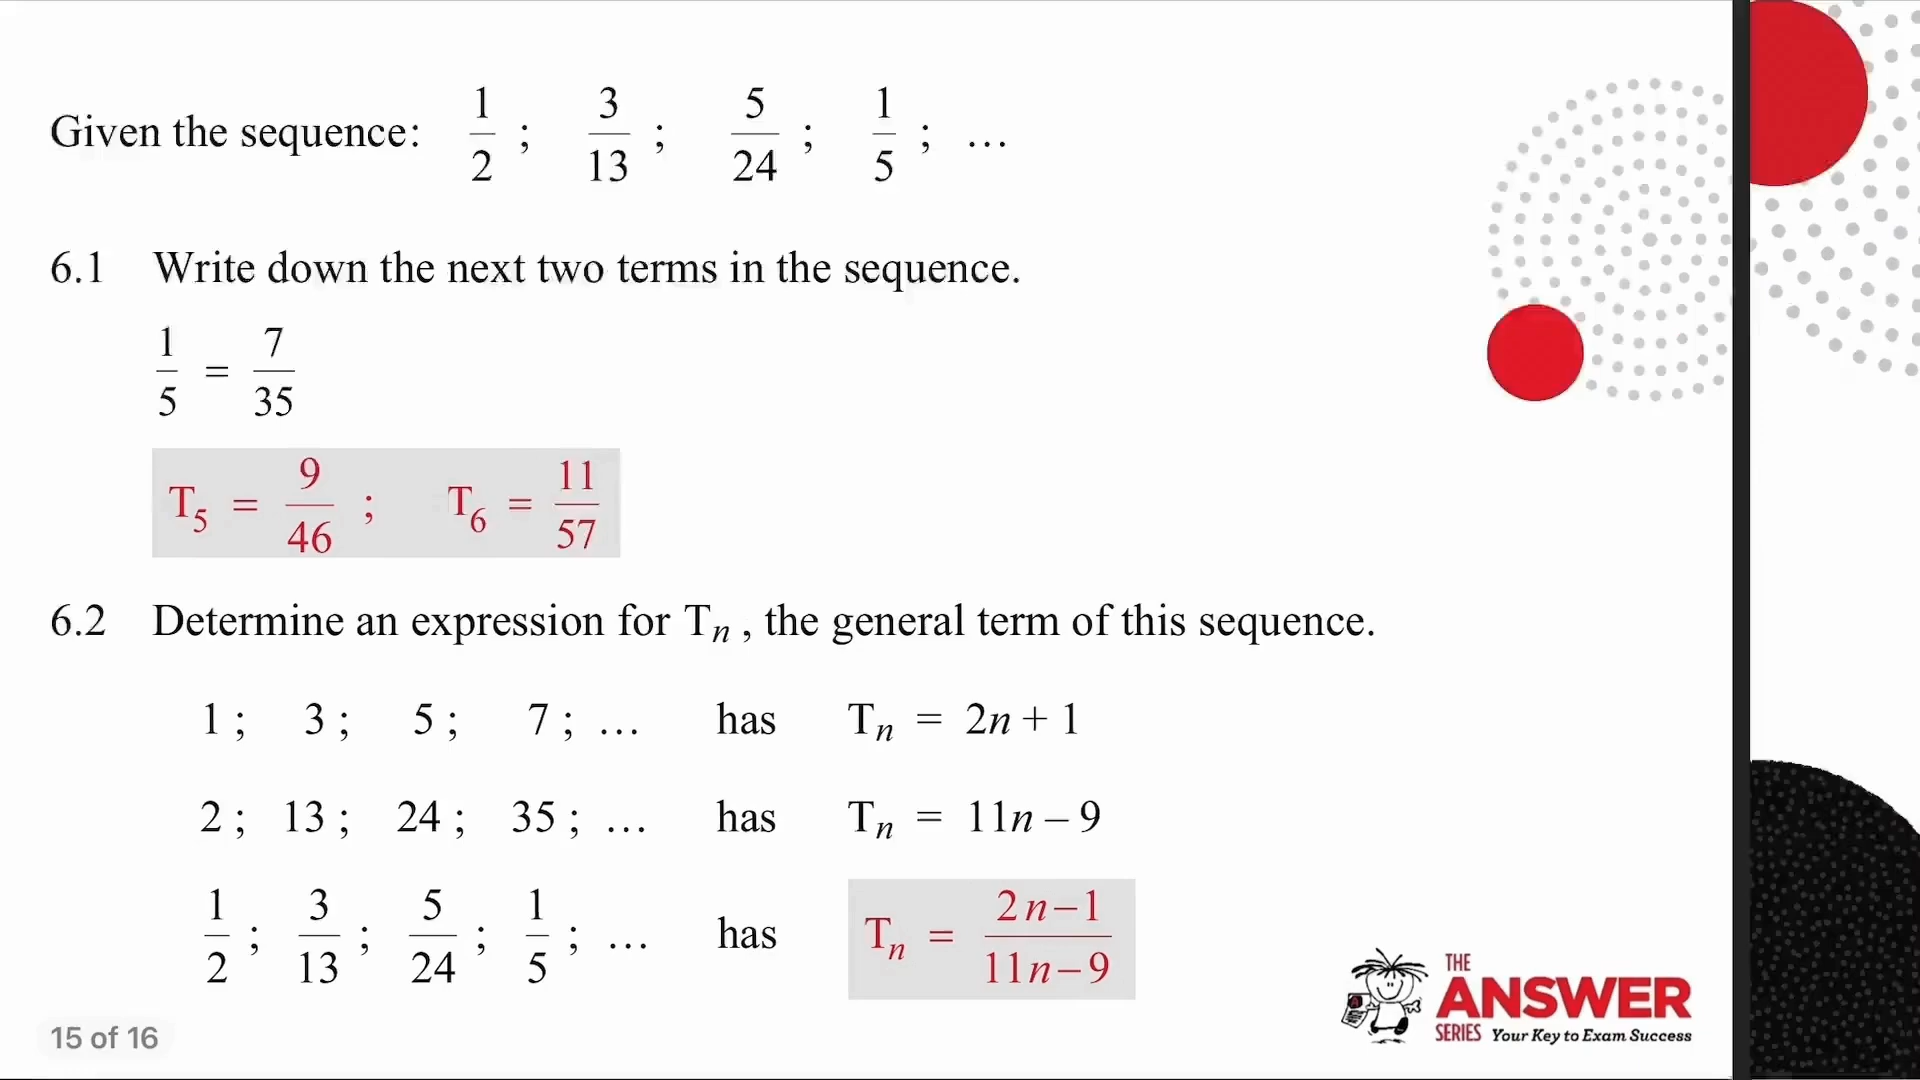 Given the sequence: 1/2 ; 3/13 ; 5/24 ; 1/5 ; ...
6.1 Write down the next two terms in the sequence.
1/5 = 7/35
T₅ = 9/46 ; T₆ = 11/57
6.2 Determine an expression for Tₙ , the general term of this sequence.
1 ; 3 ; 5 ; 7 ; ... has Tₙ = 2n + 1
2 ; 13 ; 24 ; 35 ; ... has Tₙ = 11n – 9
1/2 ; 3/13 ; 5/24 ; 1/5 ; ... has Tₙ = (2n–1)/(11n–9)
THE
ANSWER
SERIES Your Key to Exam Success
15 of 16